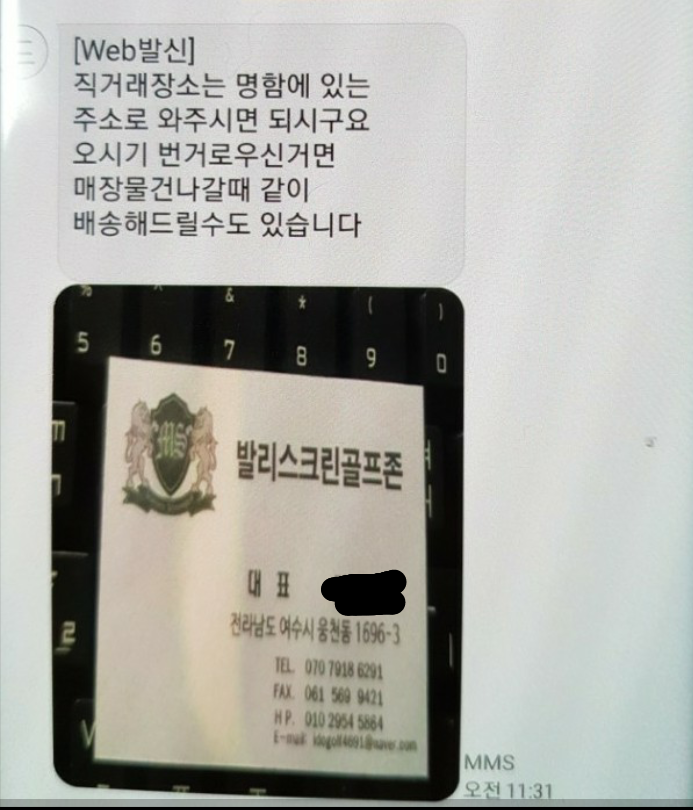 [Web발신]
직거래장소는 명함에 있는
주소로 와주시면 되시구요
오시기 번거로우신거면
매장물건나갈때 같이
배송해드릴수도 있습니다
% ^ & * ( )
5 6 7 8 9 0
MS
발리스크린골프존
대 표
전라남도 여수시 웅천동 1696-3
TEL. 070 7918 6291
FAX. 061 569 9421
H P. 010 2954 5864
E-mail:
르
V
MMS
오전 11:31